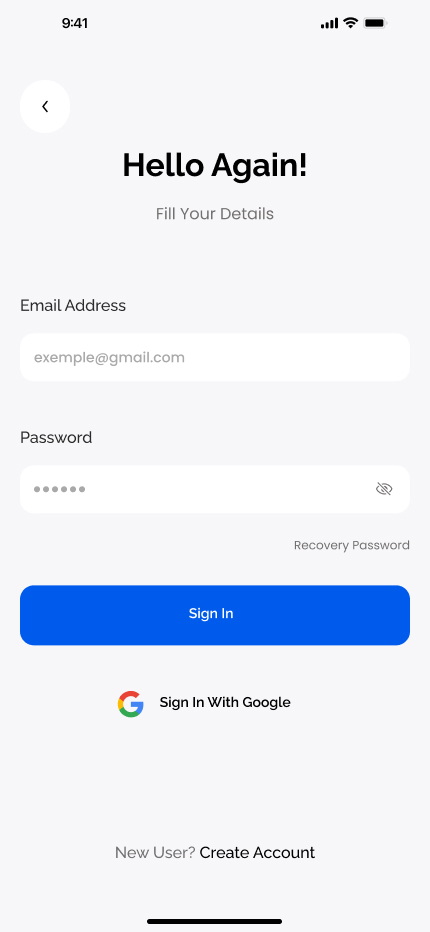 9:41
Hello Again!
Fill Your Details
Email Address
exemple@gmail.com
Password
Recovery Password
Sign In
Sign In With Google
New User? Create Account